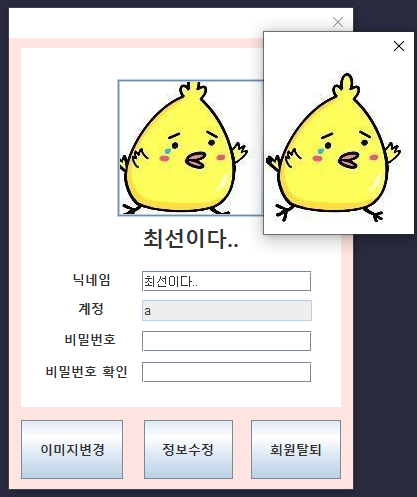 최선이다..
닉네임
최선이다..
계정
a
비밀번호
비밀번호 확인
이미지변경
정보수정
회원탈퇴